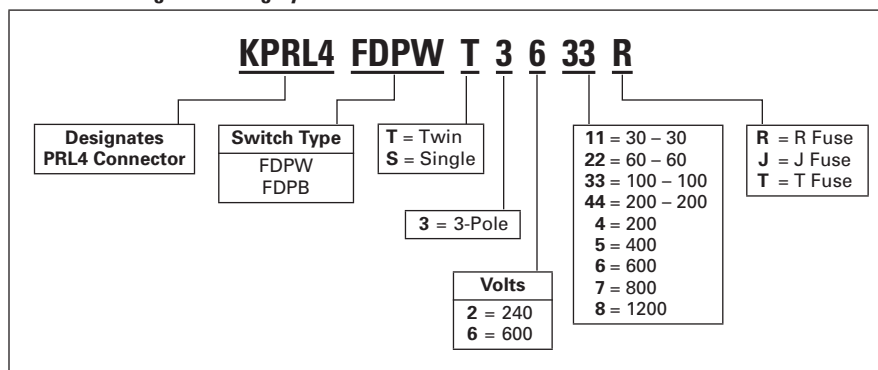 KPRL4 FDPW T 3 6 33 R
Designates
PRL4 Connector
Switch Type
FDPW
FDPB
T = Twin
S = Single
3 = 3-Pole
Volts
2 = 240
6 = 600
11 = 30 – 30
22 = 60 – 60
33 = 100 – 100
44 = 200 – 200
4 = 200
5 = 400
6 = 600
7 = 800
8 = 1200
R = R Fuse
J = J Fuse
T = T Fuse